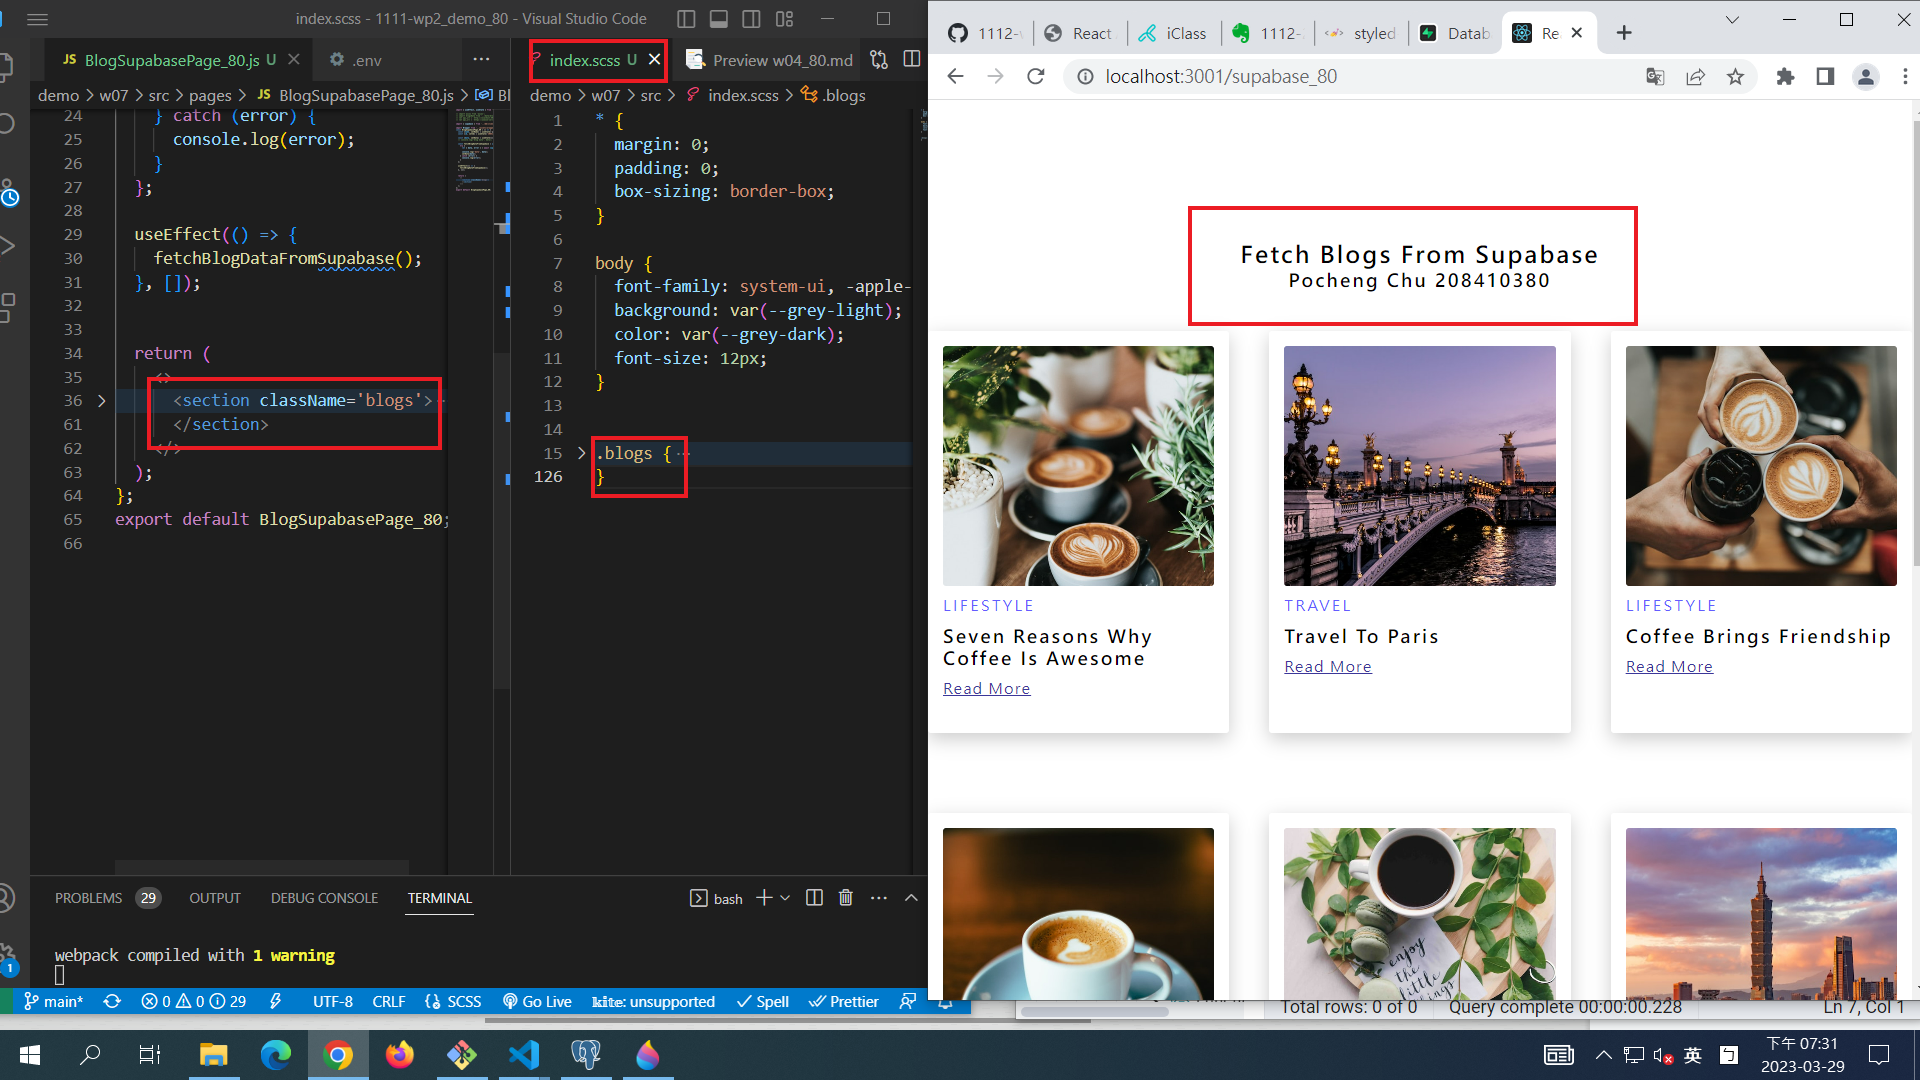 index.scss - 1111-wp2_demo_80 - Visual Studio Code
JS BlogSupabasePage_80.js U
.env
index.scss U
Preview w04_80.md
demo > w07 > src > pages > JS BlogSupabasePage_80.js > Bl
demo > w07 > src > index.scss > .blogs
24 } catch (error) {
25 console.log(error);
26 }
27 };
28
29 useEffect(() => {
30 fetchBlogDataFromSupabase();
31 }, []);
32
33
34 return (
35 <>
36 <section className='blogs'>
61 </section>
62 </>
63 );
64 };
65 export default BlogSupabasePage_80;
66
1 * {
2 margin: 0;
3 padding: 0;
4 box-sizing: border-box;
5 }
6
7 body {
8 font-family: system-ui, -apple-
9 background: var(--grey-light);
10 color: var(--grey-dark);
11 font-size: 12px;
12 }
13
14
15 .blogs {
126 }
PROBLEMS 29 OUTPUT DEBUG CONSOLE TERMINAL
bash
webpack compiled with 1 warning
1
main* 0 0 29 UTF-8 CRLF SCSS Go Live kite: unsupported Spell Prettier
1112- React iClass 1112- styled Datab Re
localhost:3001/supabase_80
Fetch Blogs From Supabase
Pocheng Chu 208410380
LIFESTYLE
Seven Reasons Why
Coffee Is Awesome
Read More
TRAVEL
Travel To Paris
Read More
LIFESTYLE
Coffee Brings Friendship
Read More
enjoy
the
little
Total rows: 0 of 0 Query complete 00:00:00.228 Ln 7, Col 1
英
下午 07:31
2023-03-29